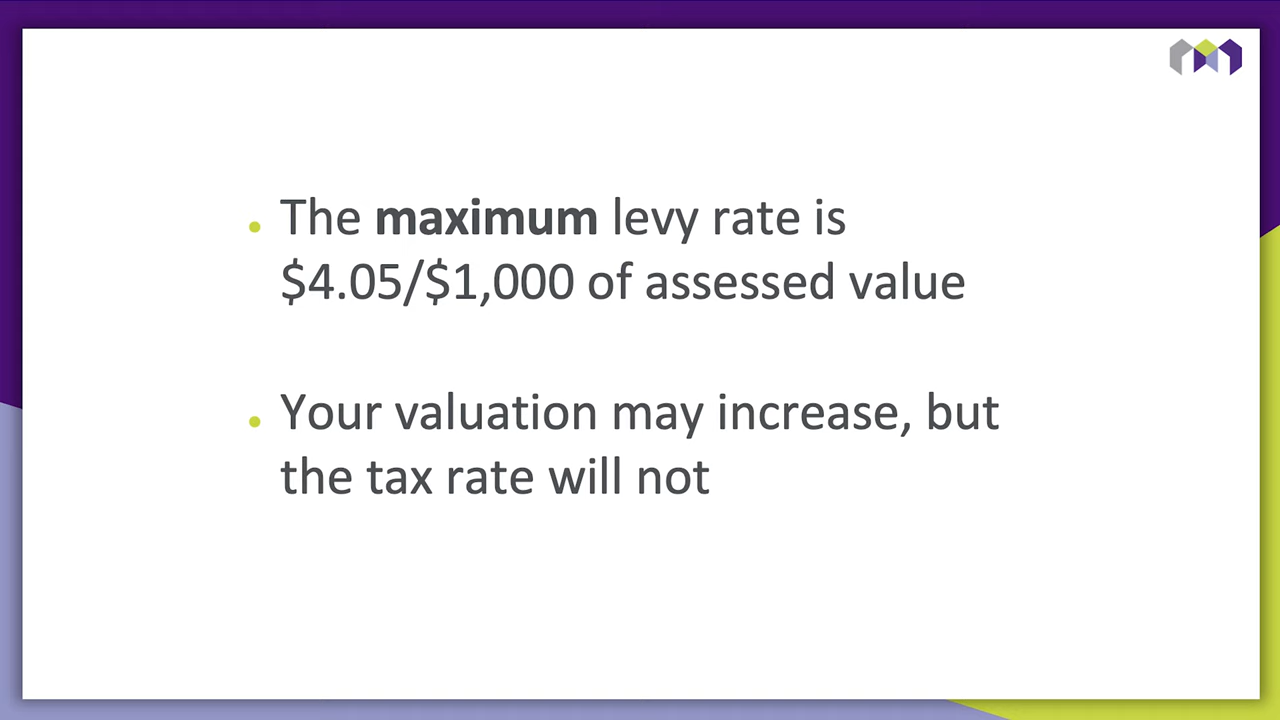 The maximum levy rate is
$4.05/$1,000 of assessed value
Your valuation may increase, but
the tax rate will not